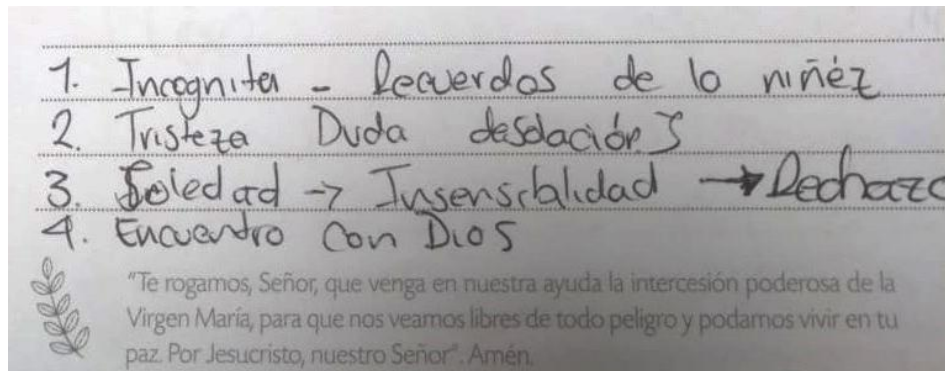 1. Incognita - Recuerdos de lo niñéz
2. Tristeza Duda desolación
3. Soledad → Insensibilidad → Rechazo
4. Encuentro con Dios
"Te rogamos, Señor, que venga en nuestra ayuda la intercesión poderosa de la
Virgen María, para que nos veamos libres de todo peligro y podamos vivir en tu
paz. Por Jesucristo, nuestro Señor". Amén.